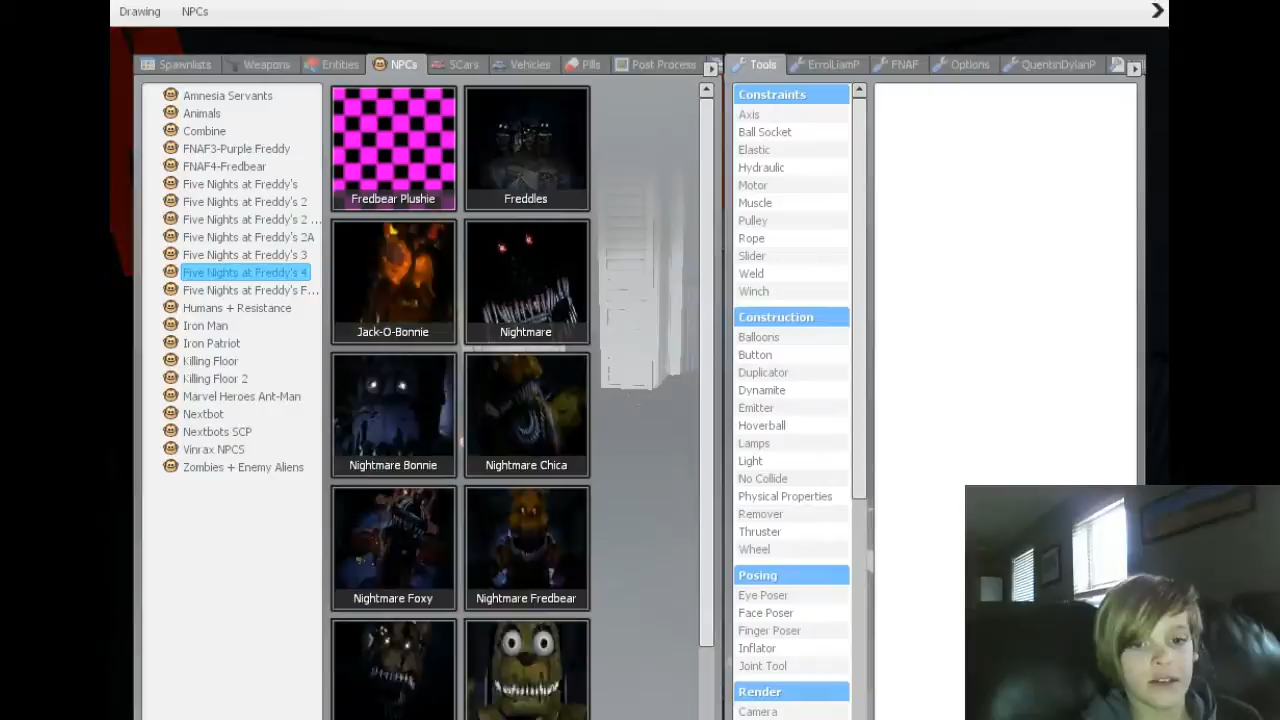 Drawing NPCs
Spawnlists Weapons Entities NPCs SCars Vehicles Pills Post Process
Tools ErrolLiamP FNAF Options QuentinDylanP
Amnesia Servants
Animals
Combine
FNAF3-Purple Freddy
FNAF4-Fredbear
Five Nights at Freddy's
Five Nights at Freddy's 2
Five Nights at Freddy's 2 ...
Five Nights at Freddy's 2A
Five Nights at Freddy's 3
Five Nights at Freddy's 4
Five Nights at Freddy's F...
Humans + Resistance
Iron Man
Iron Patriot
Killing Floor
Killing Floor 2
Marvel Heroes Ant-Man
Nextbot
Nextbots SCP
Vinrax NPCS
Zombies + Enemy Aliens
Fredbear Plushie Freddles
Jack-O-Bonnie Nightmare
Nightmare Bonnie Nightmare Chica
Nightmare Foxy Nightmare Fredbear
Constraints
Axis
Ball Socket
Elastic
Hydraulic
Motor
Muscle
Pulley
Rope
Slider
Weld
Winch
Construction
Balloons
Button
Duplicator
Dynamite
Emitter
Hoverball
Lamps
Light
No Collide
Physical Properties
Remover
Thruster
Wheel
Posing
Eye Poser
Face Poser
Finger Poser
Inflator
Joint Tool
Render
Camera